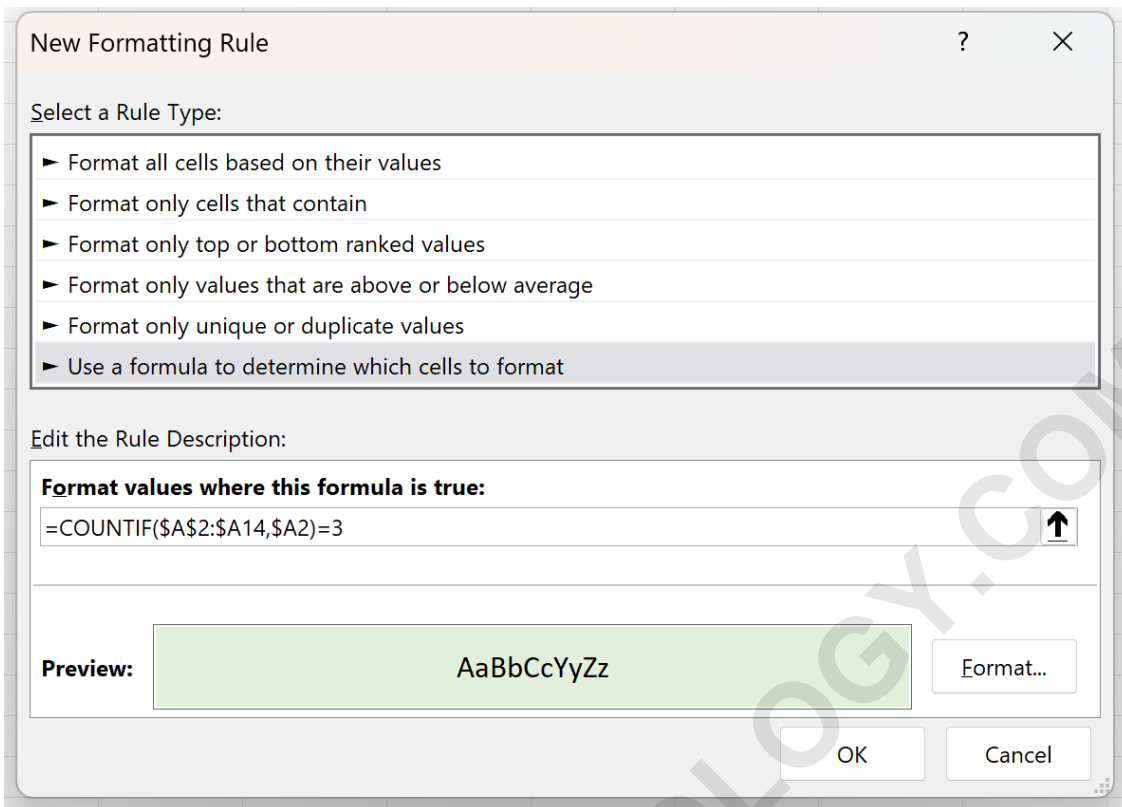 New Formatting Rule ?
Select a Rule Type:
► Format all cells based on their values
► Format only cells that contain
► Format only top or bottom ranked values
► Format only values that are above or below average
► Format only unique or duplicate values
► Use a formula to determine which cells to format
Edit the Rule Description:
Format values where this formula is true:
=COUNTIF($A$2:$A14,$A2)=3
Preview: AaBbCcYyZz Format...
OK Cancel
OLOGY.COM